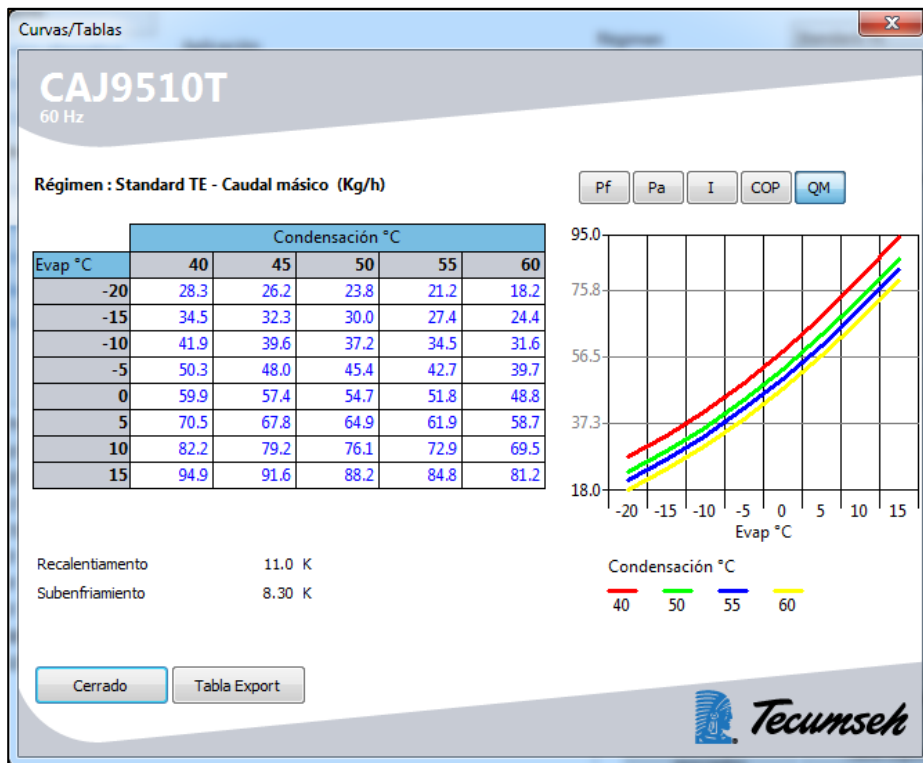 Curvas/Tablas
CAJ9510T
60 Hz
Régimen : Standard TE - Caudal másico (Kg/h)
Pf Pa I COP QM
Condensación °C
Evap °C 40 45 50 55 60
-20 28.3 26.2 23.8 21.2 18.2
-15 34.5 32.3 30.0 27.4 24.4
-10 41.9 39.6 37.2 34.5 31.6
-5 50.3 48.0 45.4 42.7 39.7
0 59.9 57.4 54.7 51.8 48.8
5 70.5 67.8 64.9 61.9 58.7
10 82.2 79.2 76.1 72.9 69.5
15 94.9 91.6 88.2 84.8 81.2
95.0
75.8
56.5
37.3
18.0
-20 -15 -10 -5 0 5 10 15
Evap °C
Recalentamiento 11.0 K
Subenfriamiento 8.30 K
Condensación °C
40 50 55 60
Cerrado Tabla Export
Tecumseh